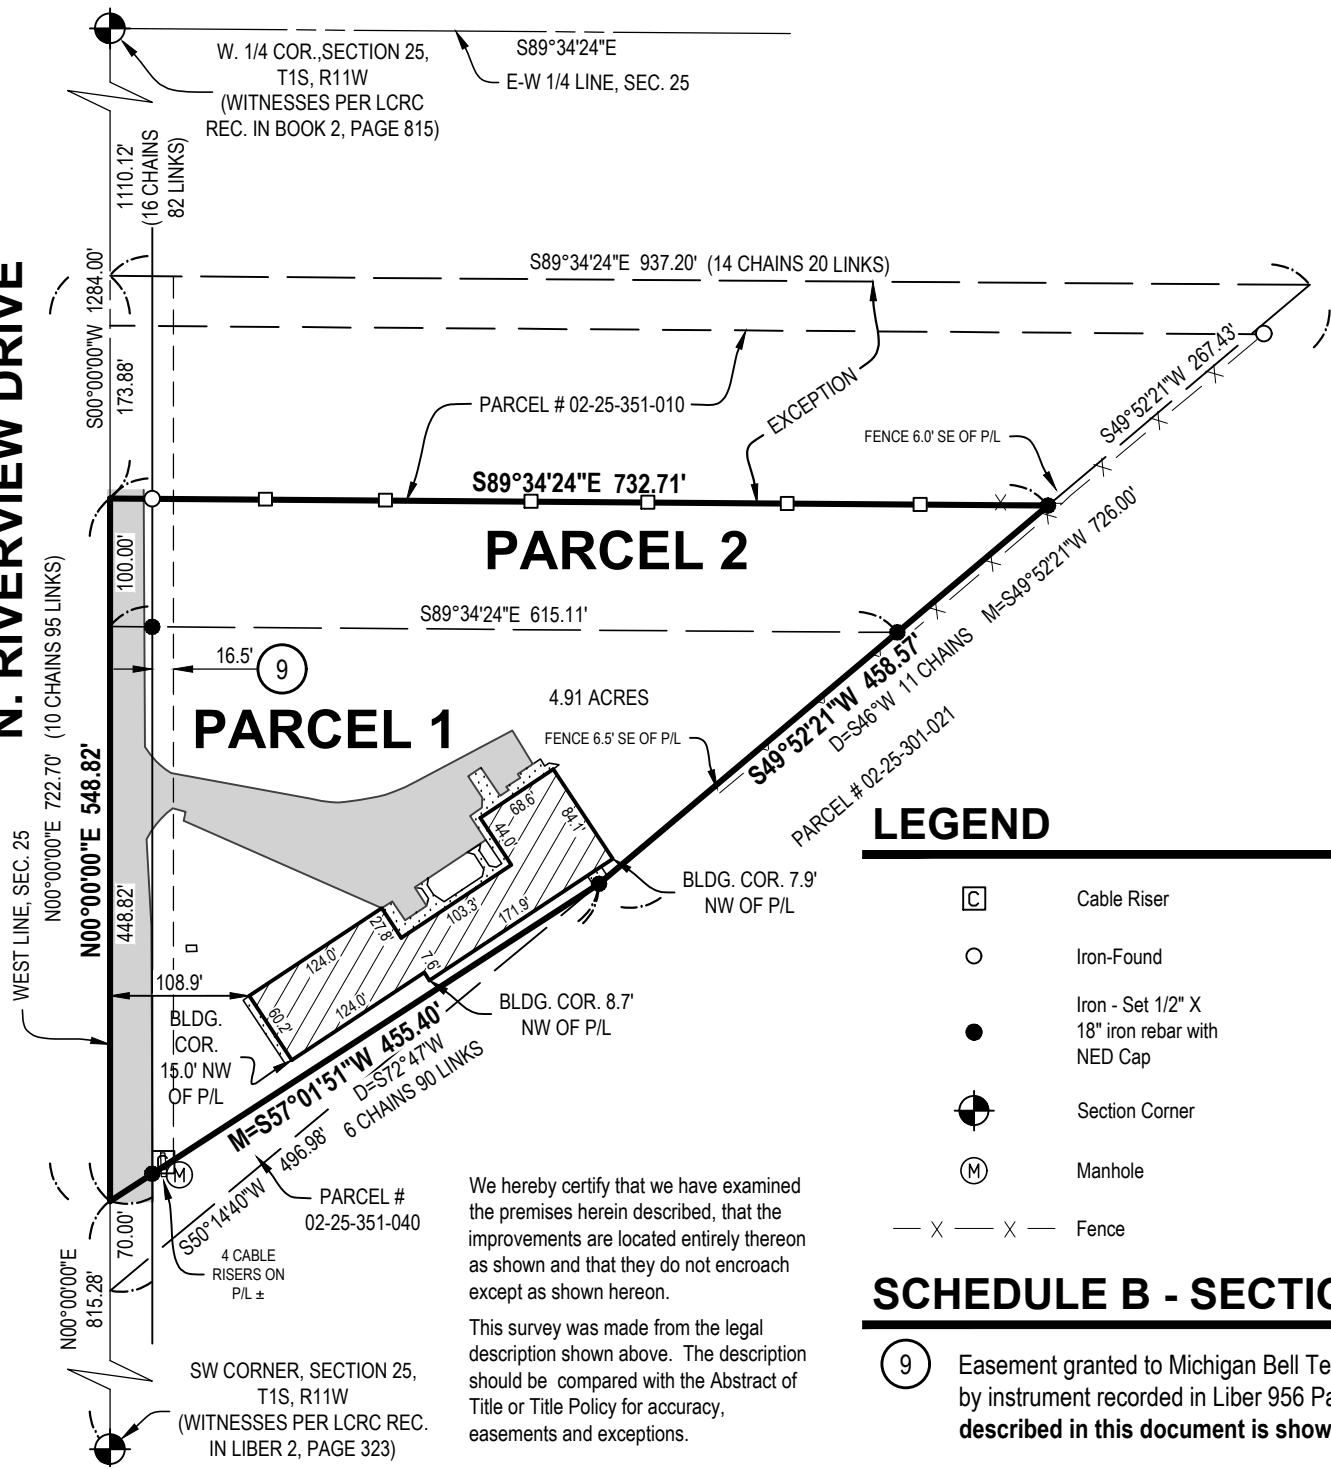 W. 1/4 COR.,SECTION 25,
T1S, R11W
(WITNESSES PER LCRC
REC. IN BOOK 2, PAGE 815)
S89°34'24"E
E-W 1/4 LINE, SEC. 25
1110.12'
(16 CHAINS
82 LINKS)
N. RIVERVIEW DRIVE
S00°00'00"W 1284.00'
173.88'
S89°34'24"E 937.20' (14 CHAINS 20 LINKS)
PARCEL # 02-25-351-010
EXCEPTION
S49°52'21"W 267.43'
FENCE 6.0' SE OF P/L
S89°34'24"E 732.71'
PARCEL 2
M=S49°52'21"W 726.00'
100.00'
S89°34'24"E 615.11'
16.5'
9
PARCEL 1
4.91 ACRES
FENCE 6.5' SE OF P/L
S49°52'21"W 458.57'
D=S46°W 11 CHAINS
PARCEL # 02-25-301-021
N00°00'00"E 722.70' (10 CHAINS 95 LINKS)
N00°00'00"E 548.82'
WEST LINE, SEC. 25
448.82'
68.6'
84.1'
44.0'
103.3'
171.9'
27.8'
124.0'
7.6'
124.0'
60.2'
108.9'
BLDG. COR. 7.9'
NW OF P/L
BLDG. COR. 8.7'
NW OF P/L
BLDG.
COR.
15.0' NW
OF P/L
M=S57°01'51"W 455.40'
D=S72°47'W
6 CHAINS 90 LINKS
S50°14'40"W 496.98'
C
M
PARCEL #
02-25-351-040
4 CABLE
RISERS ON
P/L ±
70.00'
N00°00'00"E
815.28'
SW CORNER, SECTION 25,
T1S, R11W
(WITNESSES PER LCRC REC.
IN LIBER 2, PAGE 323)
We hereby certify that we have examined
the premises herein described, that the
improvements are located entirely thereon
as shown and that they do not encroach
except as shown hereon.
This survey was made from the legal
description shown above. The description
should be compared with the Abstract of
Title or Title Policy for accuracy,
easements and exceptions.
LEGEND
C Cable Riser
Iron-Found
Iron - Set 1/2" X
18" iron rebar with
NED Cap
Section Corner
M Manhole
X X Fence
SCHEDULE B - SECTIO
9 Easement granted to Michigan Bell Te
by instrument recorded in Liber 956 Pa
described in this document is show